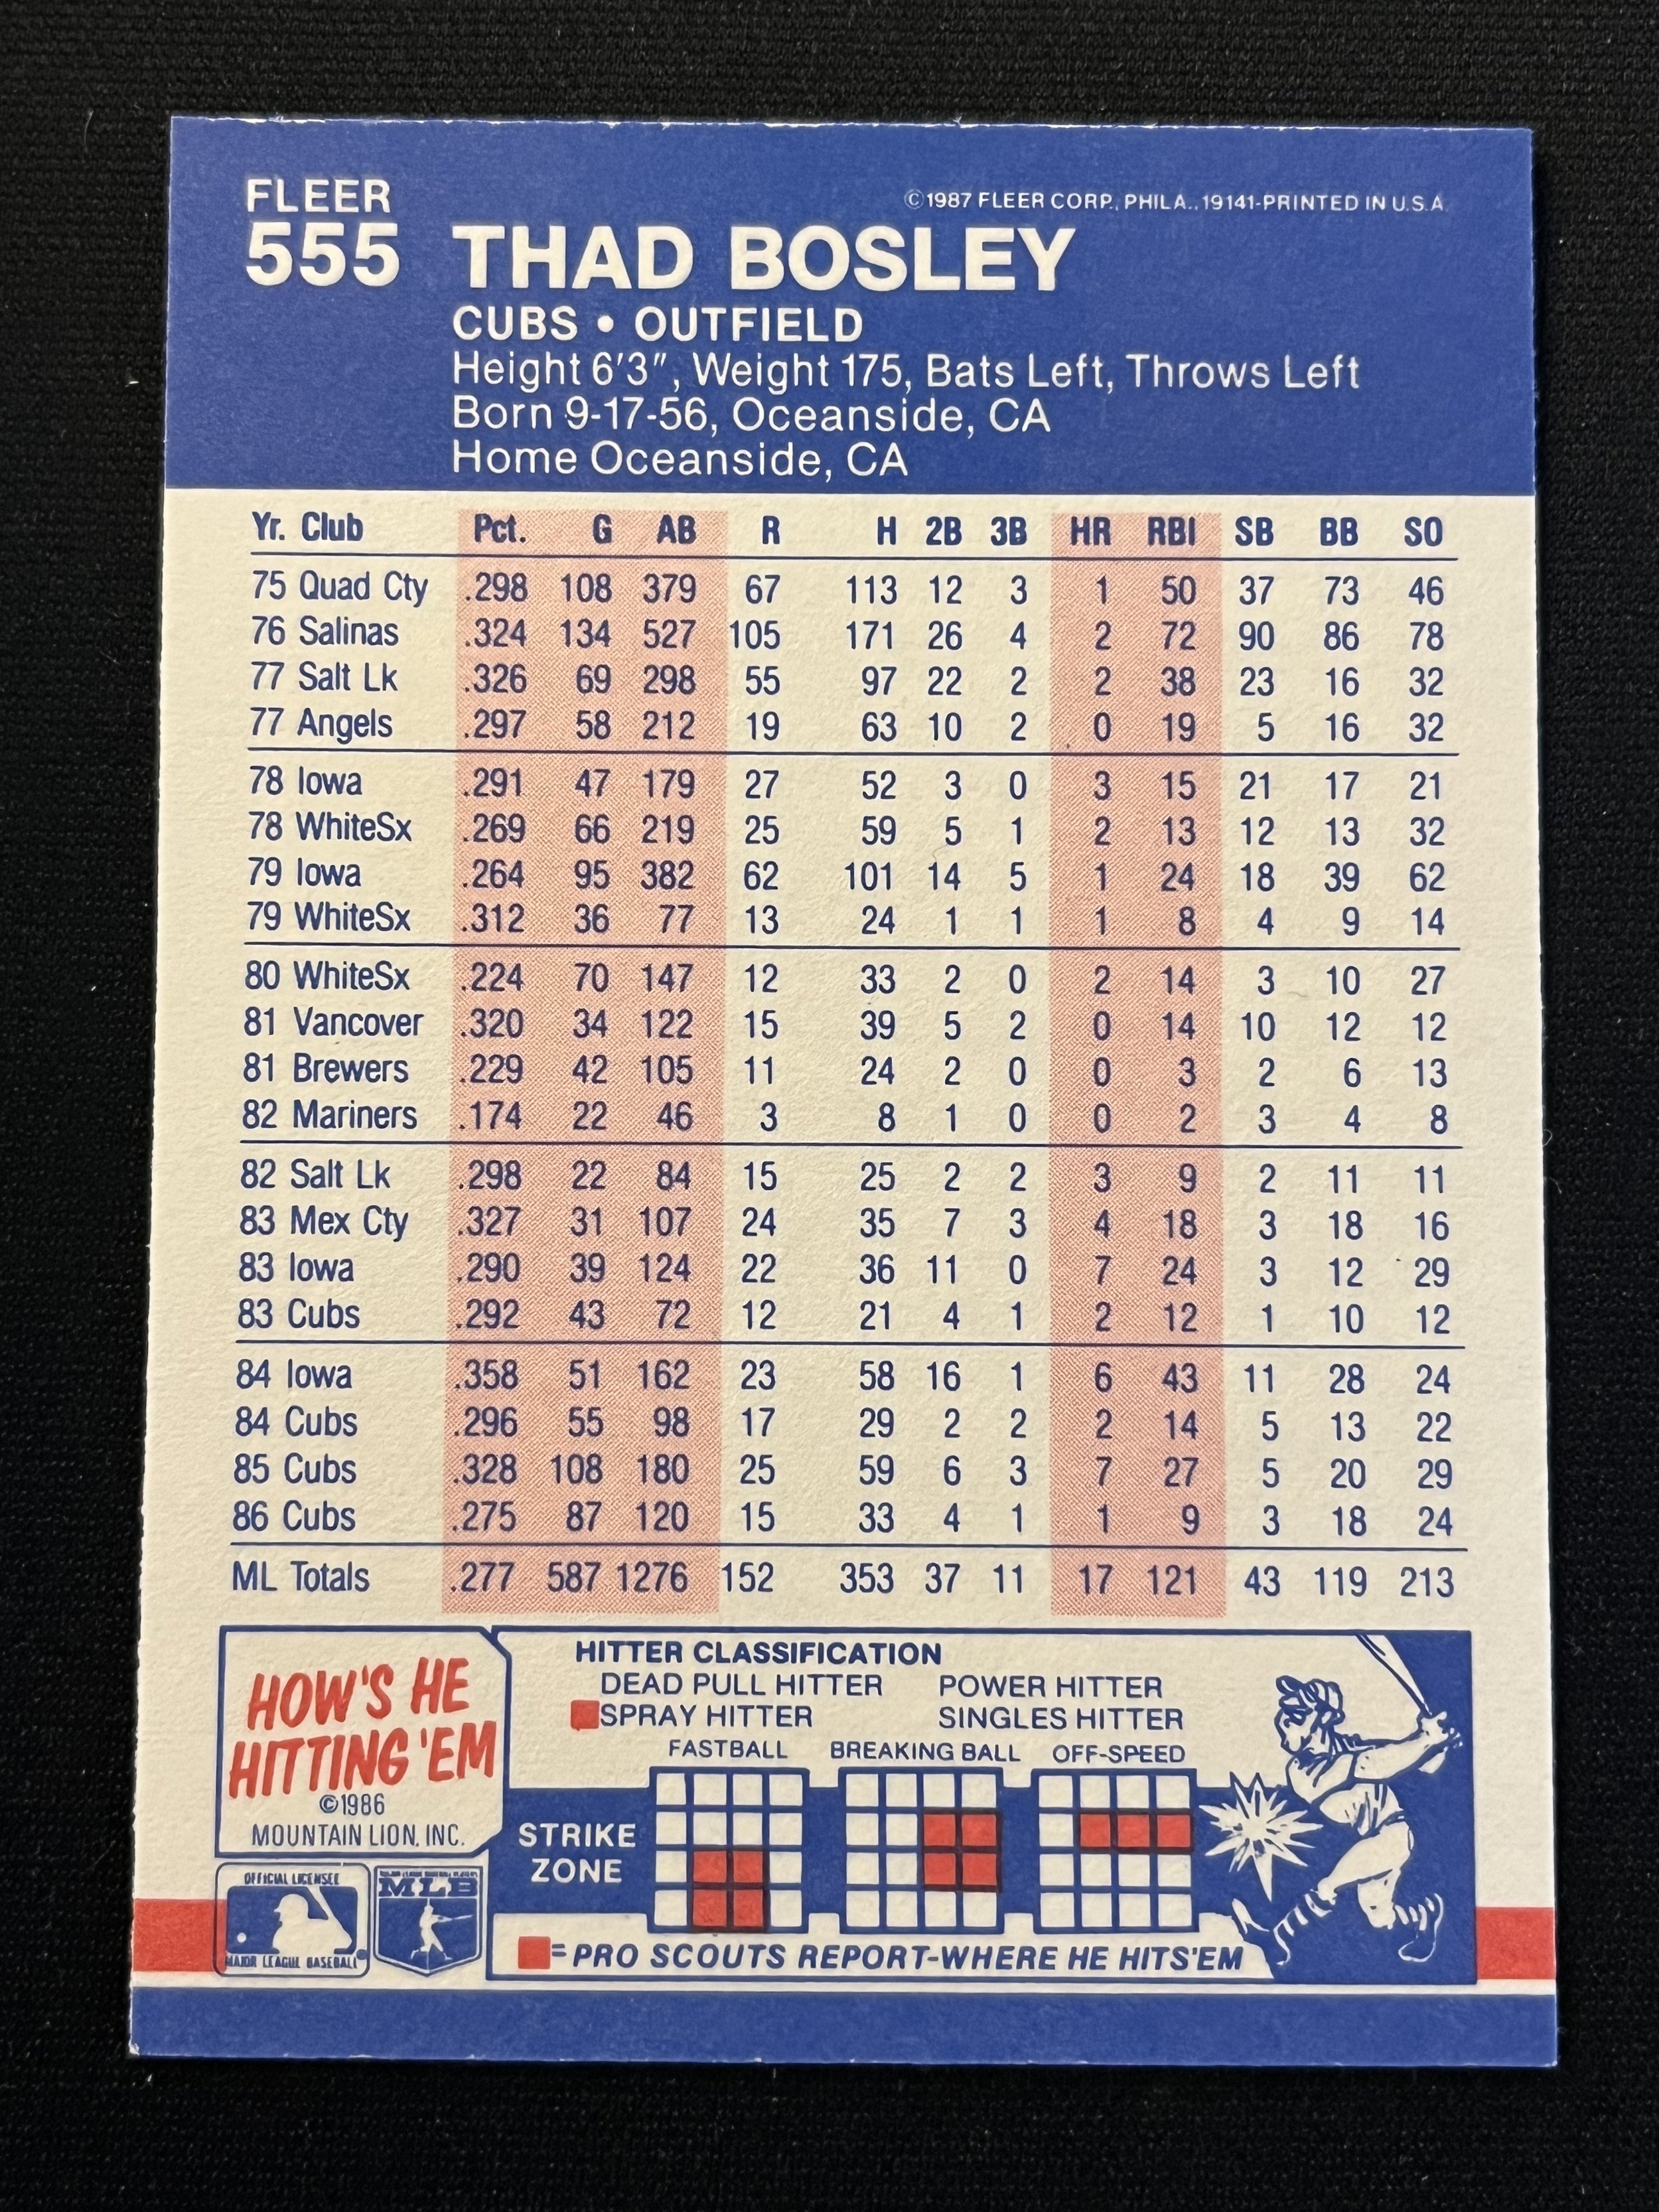 FLEER
©1987 FLEER CORP., PHILA., 19141-PRINTED IN U.S.A.
555 THAD BOSLEY
CUBS • OUTFIELD
Height 6'3", Weight 175, Bats Left, Throws Left
Born 9-17-56, Oceanside, CA
Home Oceanside, CA
Yr. Club Pct. G AB R H 2B 3B HR RBI SB BB SO
75 Quad Cty .298 108 379 67 113 12 3 1 50 37 73 46
76 Salinas .324 134 527 105 171 26 4 2 72 90 86 78
77 Salt Lk .326 69 298 55 97 22 2 2 38 23 16 32
77 Angels .297 58 212 19 63 10 2 0 19 5 16 32
78 Iowa .291 47 179 27 52 3 0 3 15 21 17 21
78 WhiteSx .269 66 219 25 59 5 1 2 13 12 13 32
79 Iowa .264 95 382 62 101 14 5 1 24 18 39 62
79 WhiteSx .312 36 77 13 24 1 1 1 8 4 9 14
80 WhiteSx .224 70 147 12 33 2 0 2 14 3 10 27
81 Vancover .320 34 122 15 39 5 2 0 14 10 12 12
81 Brewers .229 42 105 11 24 2 0 0 3 2 6 13
82 Mariners .174 22 46 3 8 1 0 0 2 3 4 8
82 Salt Lk .298 22 84 15 25 2 2 3 9 2 11 11
83 Mex Cty .327 31 107 24 35 7 3 4 18 3 18 16
83 Iowa .290 39 124 22 36 11 0 7 24 3 12 29
83 Cubs .292 43 72 12 21 4 1 2 12 1 10 12
84 Iowa .358 51 162 23 58 16 1 6 43 11 28 24
84 Cubs .296 55 98 17 29 2 2 2 14 5 13 22
85 Cubs .328 108 180 25 59 6 3 7 27 5 20 29
86 Cubs .275 87 120 15 33 4 1 1 9 3 18 24
ML Totals .277 587 1276 152 353 37 11 17 121 43 119 213
HOW'S HE
HITTING 'EM
©1986
MOUNTAIN LION, INC.
HITTER CLASSIFICATION
DEAD PULL HITTER POWER HITTER
SPRAY HITTER SINGLES HITTER
FASTBALL BREAKING BALL OFF-SPEED
STRIKE
ZONE
= PRO SCOUTS REPORT-WHERE HE HITS'EM
OFFICIAL LICENSEE
MAJOR LEAGUE BASEBALL
MLB